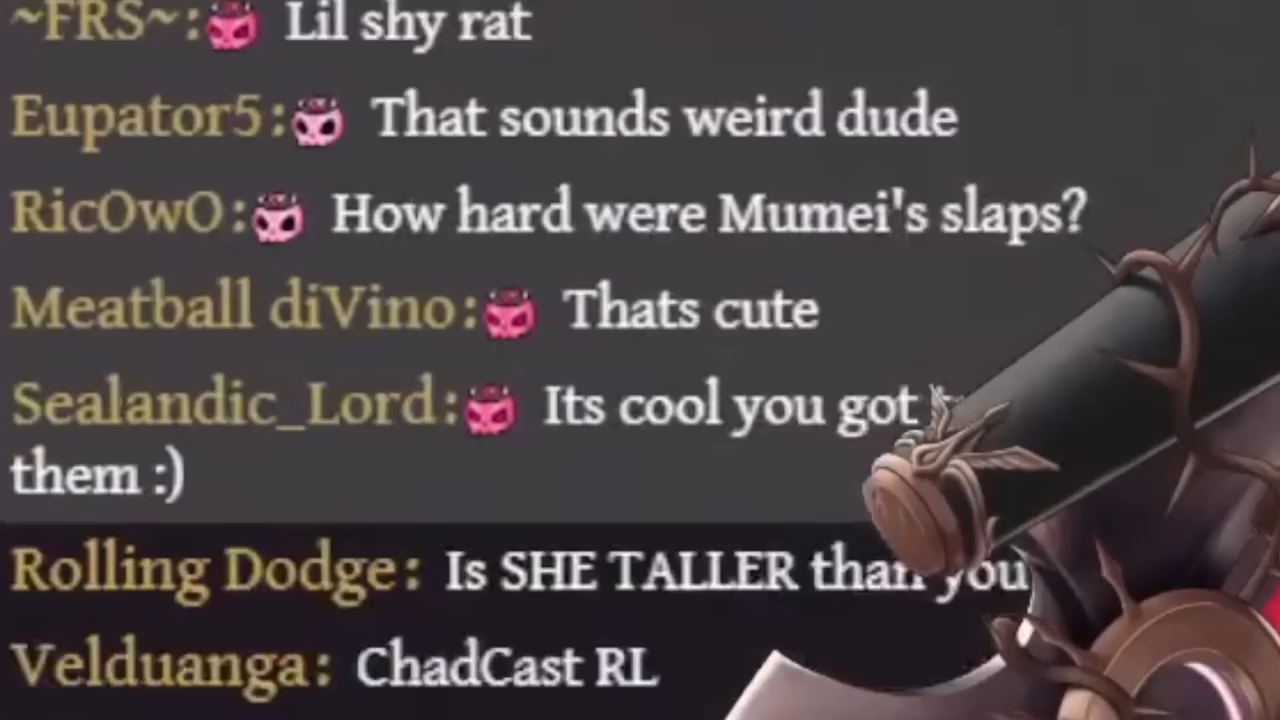 ~FRS~: Lil shy rat
Eupator5: That sounds weird dude
RicOwO: How hard were Mumei's slaps?
Meatball diVino: Thats cute
Sealandic_Lord: Its cool you got
them :)
Rolling Dodge: Is SHE TALLER than you
Velduanga: ChadCast RL